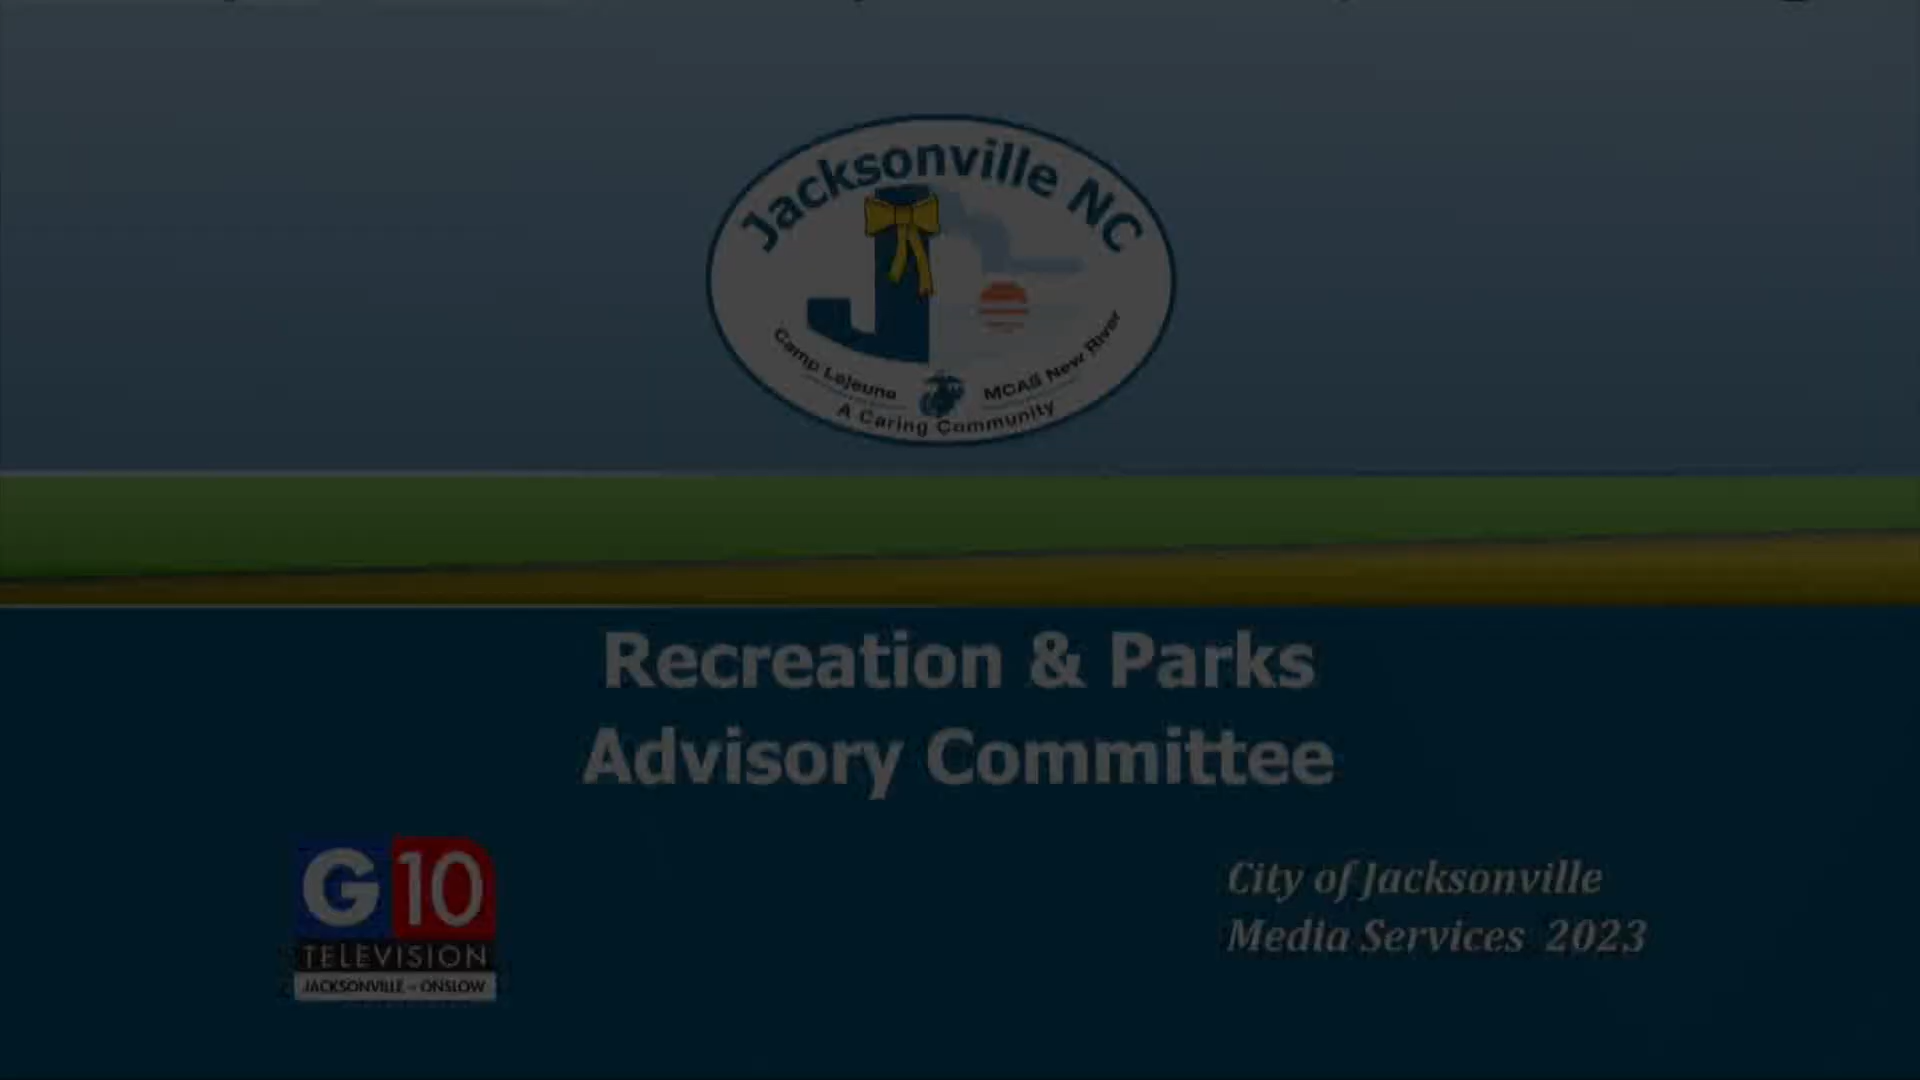 Jacksonville NC
J
Camp Lejeune MCAS New River
A Caring Community
Recreation & Parks
Advisory Committee
G10
TELEVISION
JACKSONVILLE - ONSLOW
City of Jacksonville
Media Services 2023